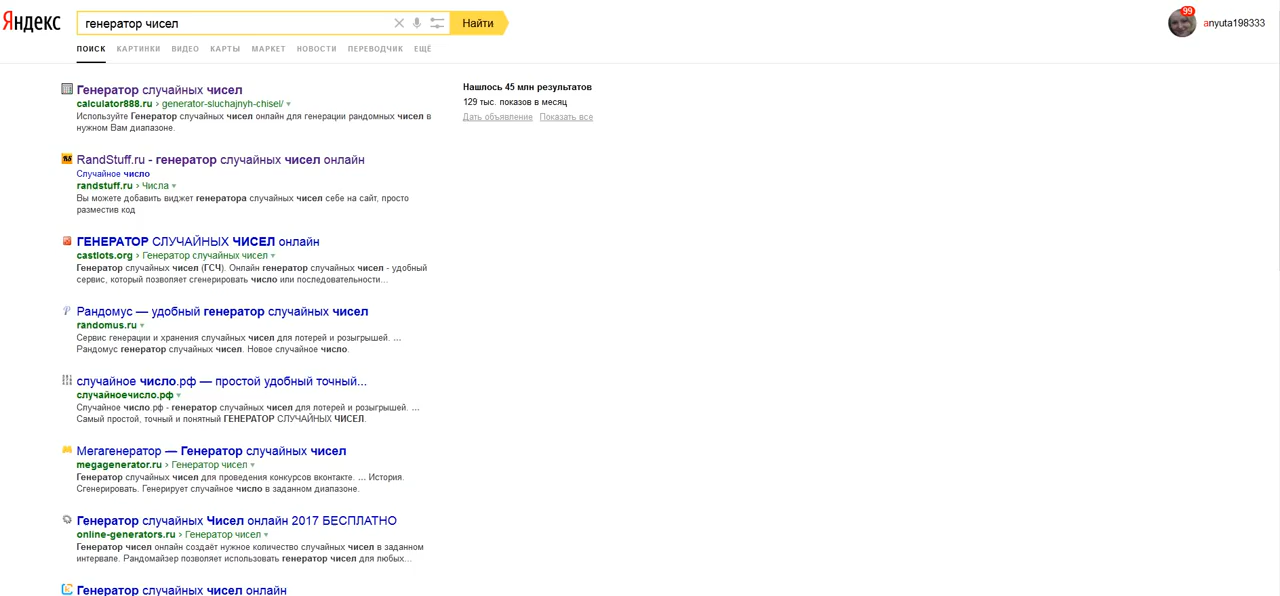 Яндекс
генератор чисел
Найти
99
anyuta198333
ПОИСК КАРТИНКИ ВИДЕО КАРТЫ МАРКЕТ НОВОСТИ ПЕРЕВОДЧИК ЕЩЁ
Генератор случайных чисел
calculator888.ru › generator-sluchajnyh-chisel/
Используйте Генератор случайных чисел онлайн для генерации рандомных чисел в
нужном Вам диапазоне.
Нашлось 45 млн результатов
129 тыс. показов в месяц
Дать объявление Показать все
RandStuff.ru - генератор случайных чисел онлайн
Случайное число
randstuff.ru › Числа
Вы можете добавить виджет генератора случайных чисел себе на сайт, просто
разместив код
ГЕНЕРАТОР СЛУЧАЙНЫХ ЧИСЕЛ онлайн
castlots.org › Генератор случайных чисел
Генератор случайных чисел (ГСЧ). Онлайн генератор случайных чисел - удобный
сервис, который позволяет сгенерировать число или последовательности...
Рандомус — удобный генератор случайных чисел
randomus.ru
Сервис генерации и хранения случайных чисел для лотерей и розыгрышей. ...
Рандомус генератор случайных чисел. Новое случайное число.
случайное число.рф — простой удобный точный...
случайноечисло.рф
Случайное число.рф - генератор случайных чисел для лотерей и розыгрышей. ...
Самый простой, точный и понятный ГЕНЕРАТОР СЛУЧАЙНЫХ ЧИСЕЛ.
Мегагенератор — Генератор случайных чисел
megagenerator.ru › Генератор чисел
Генератор случайных чисел для проведения конкурсов вконтакте. ... История.
Сгенерировать. Генерирует случайное число в заданном диапазоне.
Генератор случайных Чисел онлайн 2017 БЕСПЛАТНО
online-generators.ru › Генератор чисел
Генератор чисел онлайн создаёт нужное количество случайных чисел в заданном
интервале. Рандомайзер позволяет использовать генератор чисел для любых...
Генератор случайных чисел онлайн